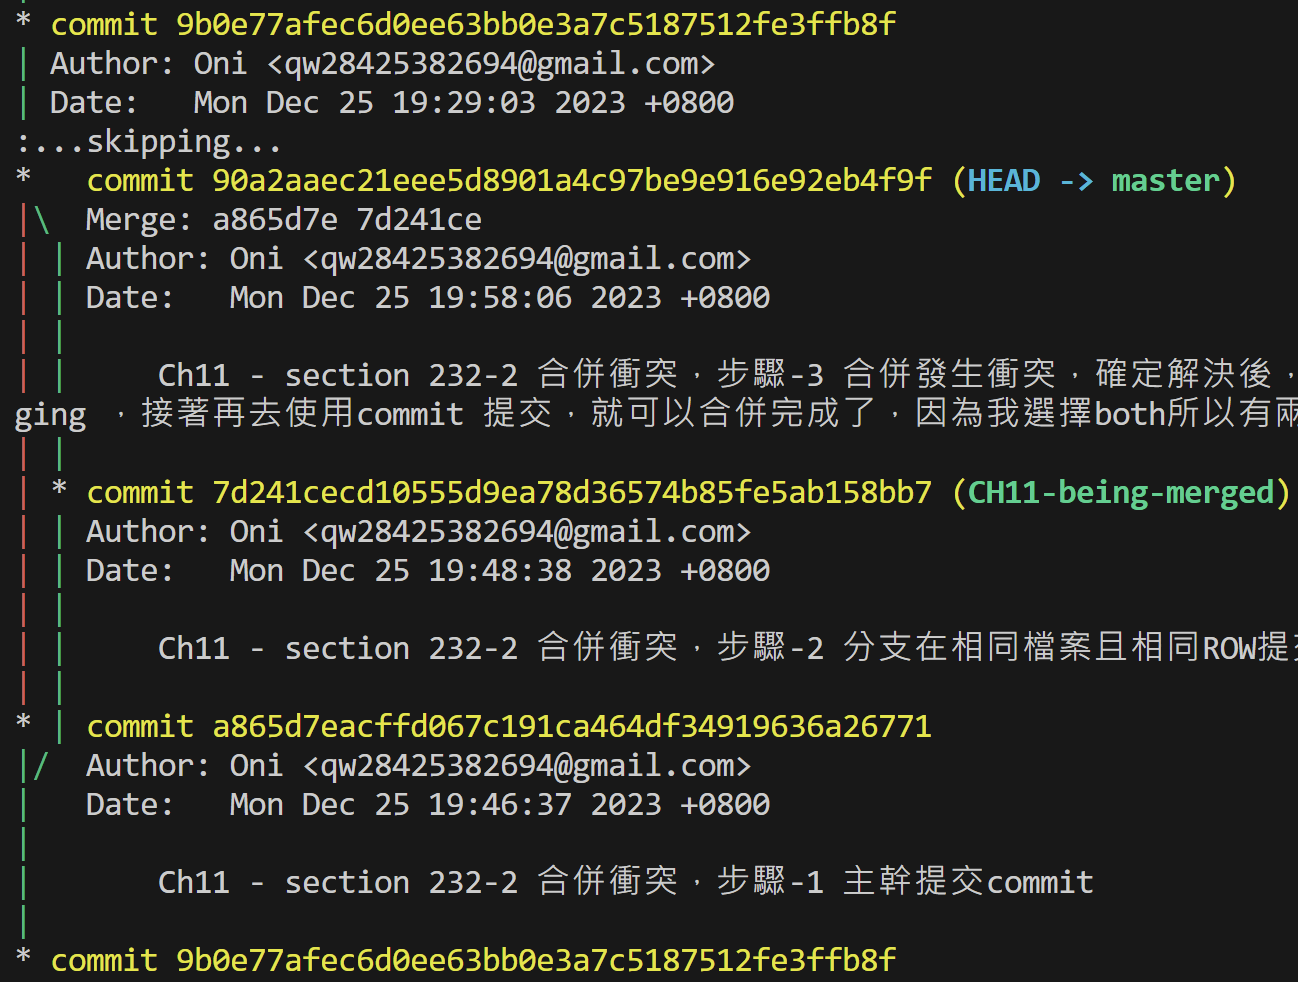 * commit 9b0e77afec6d0ee63bb0e3a7c5187512fe3ffb8f
| Author: Oni <qw28425382694@gmail.com>
| Date:   Mon Dec 25 19:29:03 2023 +0800
:...skipping...
*   commit 90a2aaec21eee5d8901a4c97be9e916e92eb4f9f (HEAD -> master)
|\  Merge: a865d7e 7d241ce
| | Author: Oni <qw28425382694@gmail.com>
| | Date:   Mon Dec 25 19:58:06 2023 +0800
| |
| |     Ch11 - section 232-2 合併衝突，步驟-3 合併發生衝突，確定解決後，
ging ，接著再去使用commit 提交，就可以合併完成了，因為我選擇both所以有兩
| |
| * commit 7d241cecd10555d9ea78d36574b85fe5ab158bb7 (CH11-being-merged)
| | Author: Oni <qw28425382694@gmail.com>
| | Date:   Mon Dec 25 19:48:38 2023 +0800
| |
| |     Ch11 - section 232-2 合併衝突，步驟-2 分支在相同檔案且相同ROW提交
| |
* | commit a865d7eacffd067c191ca464df34919636a26771
|/  Author: Oni <qw28425382694@gmail.com>
|   Date:   Mon Dec 25 19:46:37 2023 +0800
|
|       Ch11 - section 232-2 合併衝突，步驟-1 主幹提交commit
|
* commit 9b0e77afec6d0ee63bb0e3a7c5187512fe3ffb8f